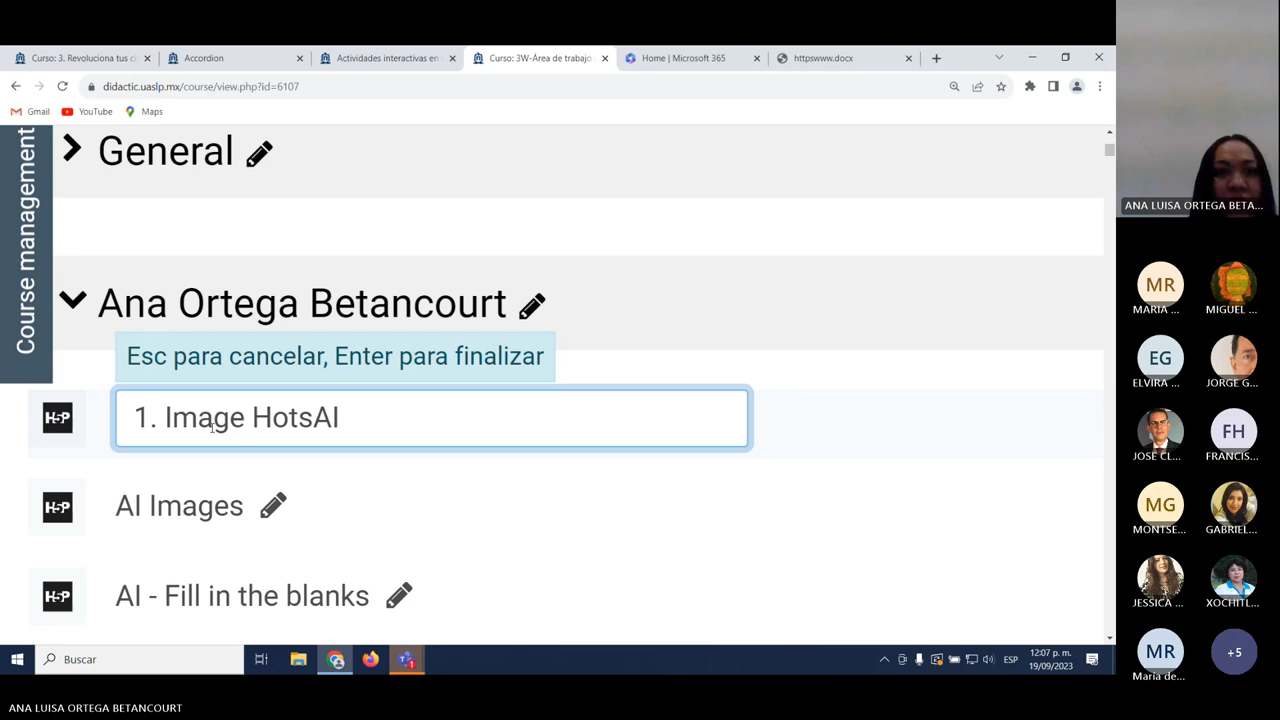 Curso: 3. Revoluciona tus c
Accordion
Actividades interactivas en
Curso: 3W-Área de trabajo
Home | Microsoft 365
httpswww.docx
didactic.uaslp.mx/course/view.php?id=6107
Gmail
YouTube
Maps
Course management
General
Ana Ortega Betancourt
Esc para cancelar, Enter para finalizar
H5P
1. Image HotsAI
H5P
AI Images
H5P
AI - Fill in the blanks
Buscar
ESP
12:07 p. m.
19/09/2023
ANA LUISA ORTEGA BETA...
MR
MARIA ...
MIGUEL ...
EG
ELVIRA ...
JORGE G...
JOSE CL...
FH
FRANCIS...
MG
MONTSE...
GABRIEL...
JESSICA ...
XOCHITL...
MR
Maria de...
+5
ANA LUISA ORTEGA BETANCOURT